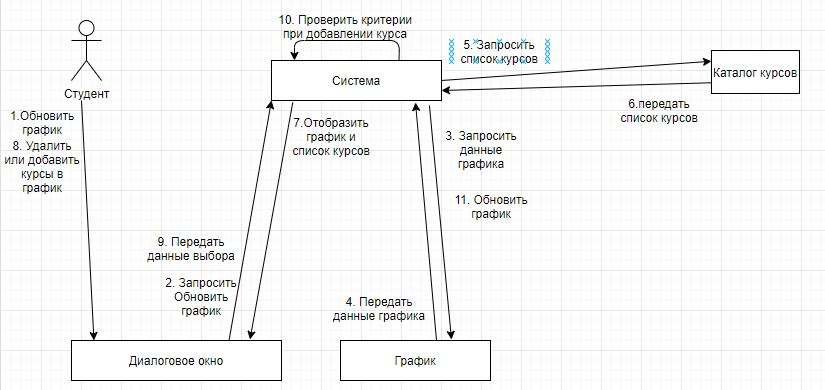 10. Проверить критерии
при добавлении курса
5. Запросить
список курсов
Студент
Система
Каталог курсов
1.Обновить
график
8. Удалить
или добавить
курсы в
график
7.Отобразить
график и
список курсов
3. Запросить
данные
графика
6.передать
список курсов
11. Обновить
график
9. Передать
данные выбора
2. Запросить
Обновить
график
4. Передать
данные графика
Диалоговое окно
График